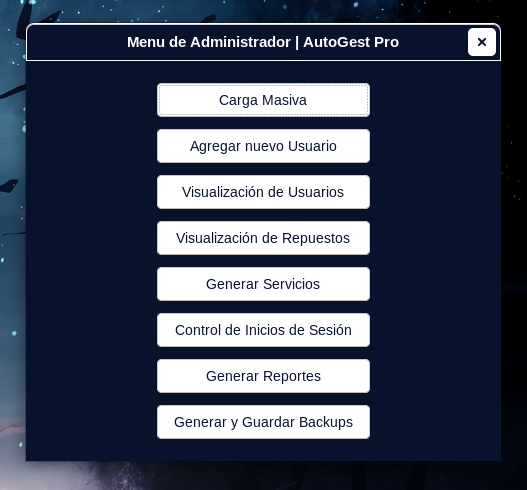 Menu de Administrador | AutoGest Pro
Carga Masiva
Agregar nuevo Usuario
Visualización de Usuarios
Visualización de Repuestos
Generar Servicios
Control de Inicios de Sesión
Generar Reportes
Generar y Guardar Backups